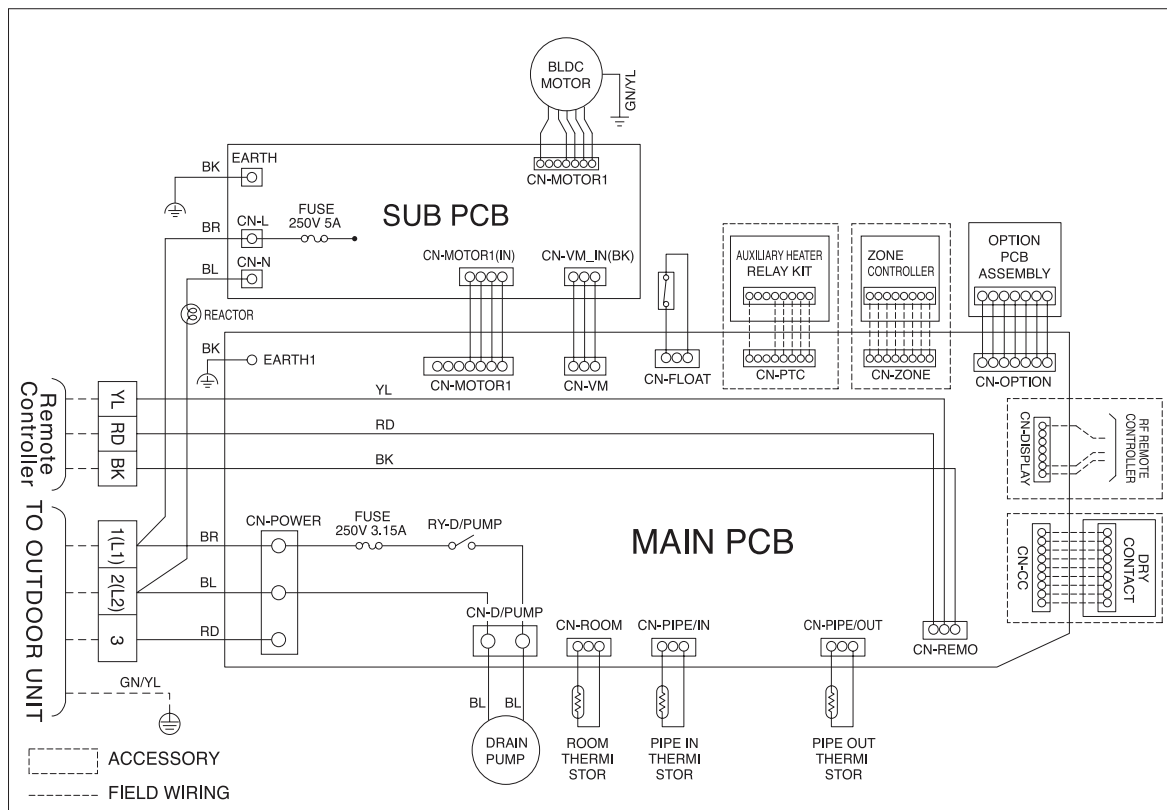 BLDC
MOTOR
GN/YL
CN-MOTOR1
EARTH
BK
SUB PCB
FUSE
250V 5A
CN-L
BR
CN-N
BL
REACTOR
CN-MOTOR1(IN)
CN-VM_IN(BK)
AUXILIARY HEATER
RELAY KIT
ZONE
CONTROLLER
OPTION
PCB
ASSEMBLY
BK
EARTH1
CN-MOTOR1
CN-VM
CN-FLOAT
CN-PTC
CN-ZONE
CN-OPTION
Remote
Controller
YL
RD
BK
YL
RD
BK
CN-DISPLAY
RF REMOTE
CONTROLLER
TO OUTDOOR UNIT
1(L1)
2(L2)
3
BR
BL
RD
GN/YL
CN-POWER
FUSE
250V 3.15A
RY-D/PUMP
MAIN PCB
CN-CC
DRY
CONTACT
CN-D/PUMP
CN-ROOM
CN-PIPE/IN
CN-PIPE/OUT
CN-REMO
BL
BL
DRAIN
PUMP
ROOM
THERMI
STOR
PIPE IN
THERMI
STOR
PIPE OUT
THERMI
STOR
ACCESSORY
FIELD WIRING